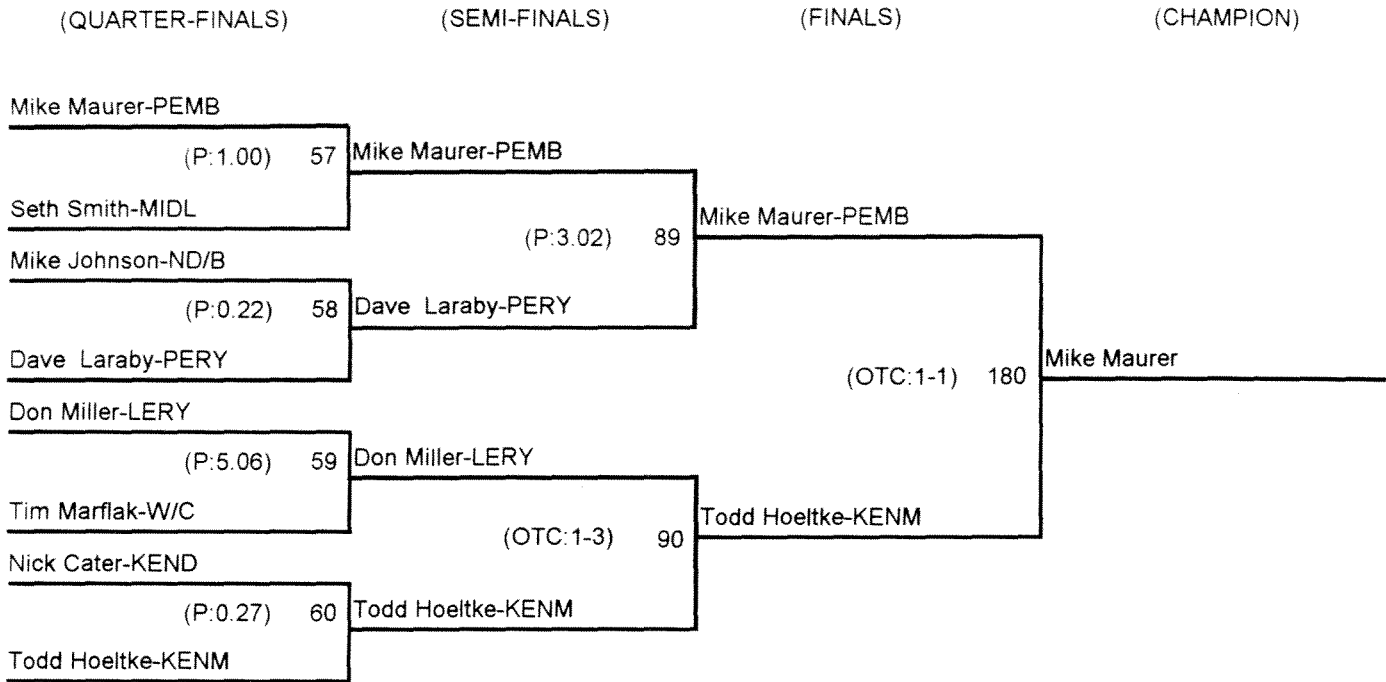 (QUARTER-FINALS) (SEMI-FINALS) (FINALS) (CHAMPION)
Mike Maurer-PEMB
(P:1.00) 57 Mike Maurer-PEMB
Seth Smith-MIDL
Mike Maurer-PEMB
(P:3.02) 89
Mike Johnson-ND/B
(P:0.22) 58 Dave Laraby-PERY
Dave Laraby-PERY
Mike Maurer
(OTC:1-1) 180
Don Miller-LERY
(P:5.06) 59 Don Miller-LERY
Tim Marflak-W/C
Todd Hoeltke-KENM
(OTC:1-3) 90
Nick Cater-KEND
(P:0.27) 60 Todd Hoeltke-KENM
Todd Hoeltke-KENM